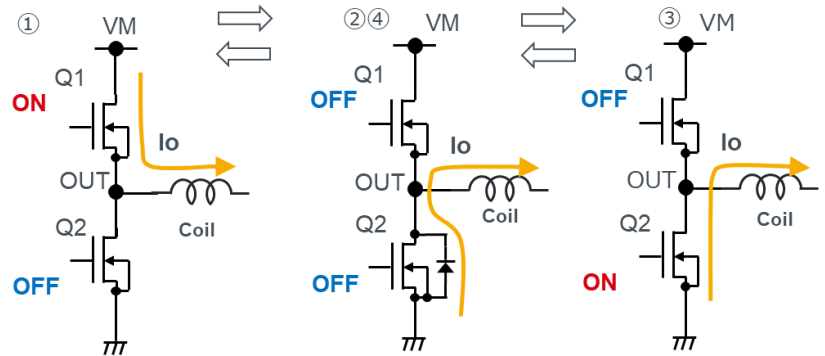 ①
VM
Q1
ON
Io
OUT
Coil
Q2
OFF
②④
VM
Q1
OFF
Io
OUT
Coil
Q2
OFF
③
VM
Q1
OFF
Io
OUT
Coil
Q2
ON